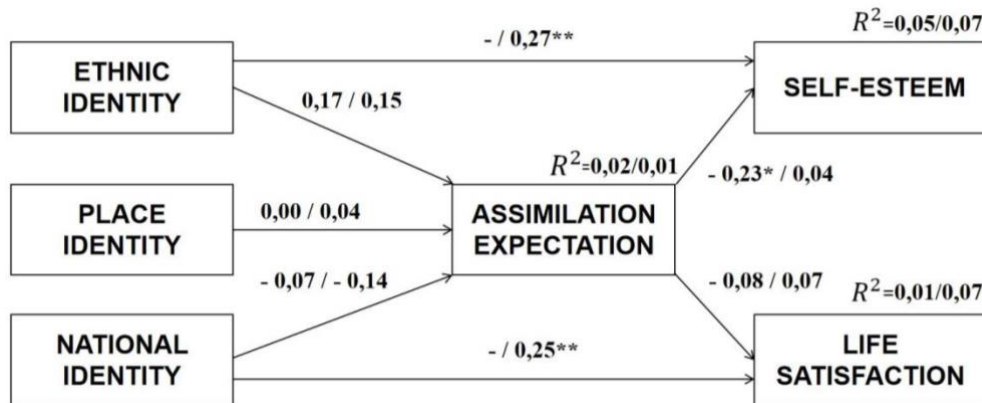 R²=0,05/0,07
- / 0,27**
ETHNIC
IDENTITY
SELF-ESTEEM
0,17 / 0,15
R²=0,02/0,01
- 0,23* / 0,04
PLACE
IDENTITY
0,00 / 0,04
ASSIMILATION
EXPECTATION
- 0,07 / - 0,14
- 0,08 / 0,07
R²=0,01/0,07
NATIONAL
IDENTITY
- / 0,25**
LIFE
SATISFACTION